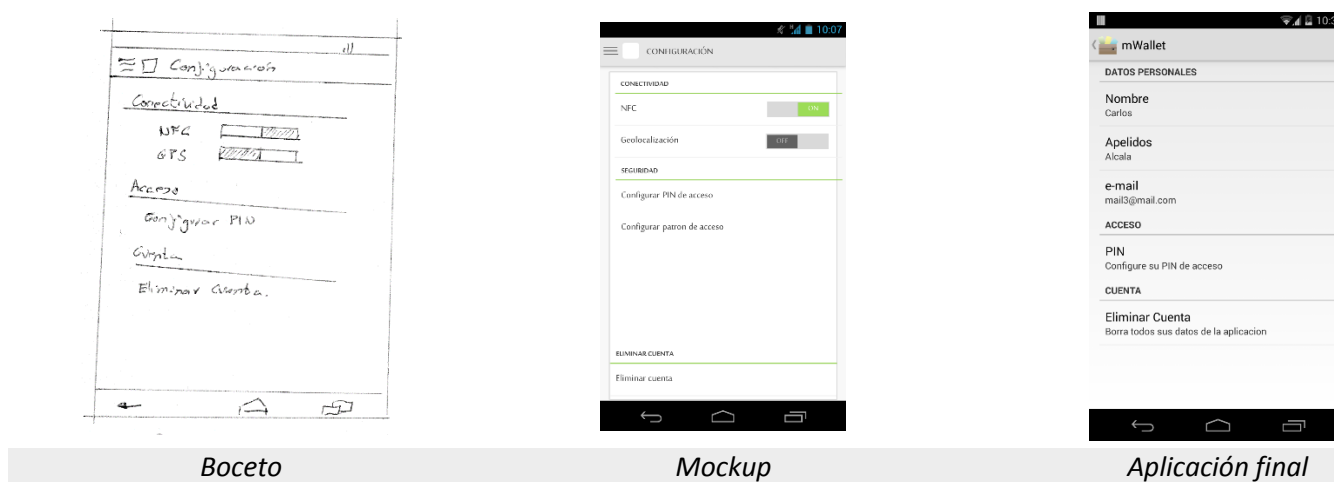 Configuración
Conectividad
NFC
GPS
Acceso
Configurar PIN
Cuenta
Eliminar Cuenta.
10:07
CONFIGURACIÓN
CONECTIVIDAD
NFC
ON
Geolocalización
OFF
SEGURIDAD
Configurar PIN de acceso
Configurar patron de acceso
ELIMINAR CUENTA
Eliminar cuenta
10:3
mWallet
DATOS PERSONALES
Nombre
Carlos
Apelidos
Alcala
e-mail
mail3@mail.com
ACCESO
PIN
Configure su PIN de acceso
CUENTA
Eliminar Cuenta
Borra todos sus datos de la aplicacion
Boceto
Mockup
Aplicación final